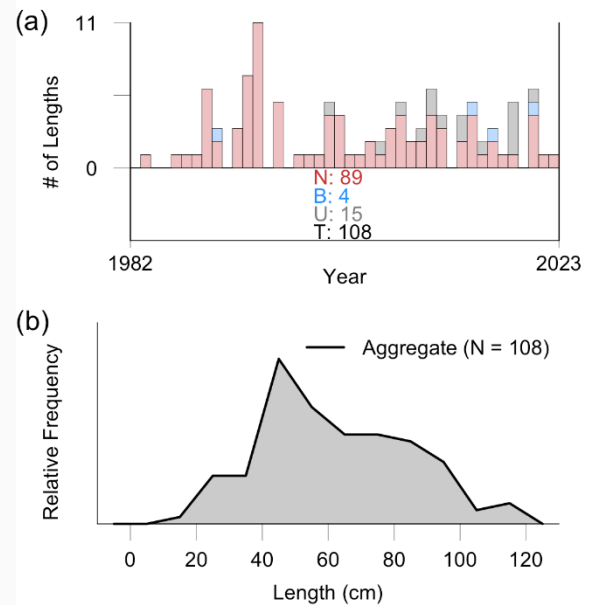 (a)
11
# of Lengths
0
N: 89
B: 4
U: 15
T: 108
1982
2023
Year
(b)
Aggregate (N = 108)
Relative Frequency
0 20 40 60 80 100 120
Length (cm)